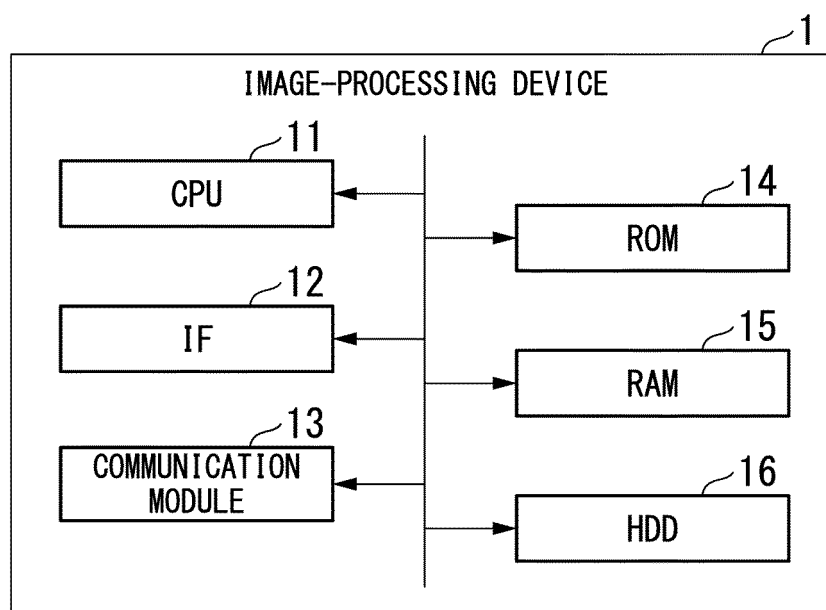 1
IMAGE-PROCESSING DEVICE
11
CPU
14
ROM
12
IF
15
RAM
13
COMMUNICATION
MODULE
16
HDD